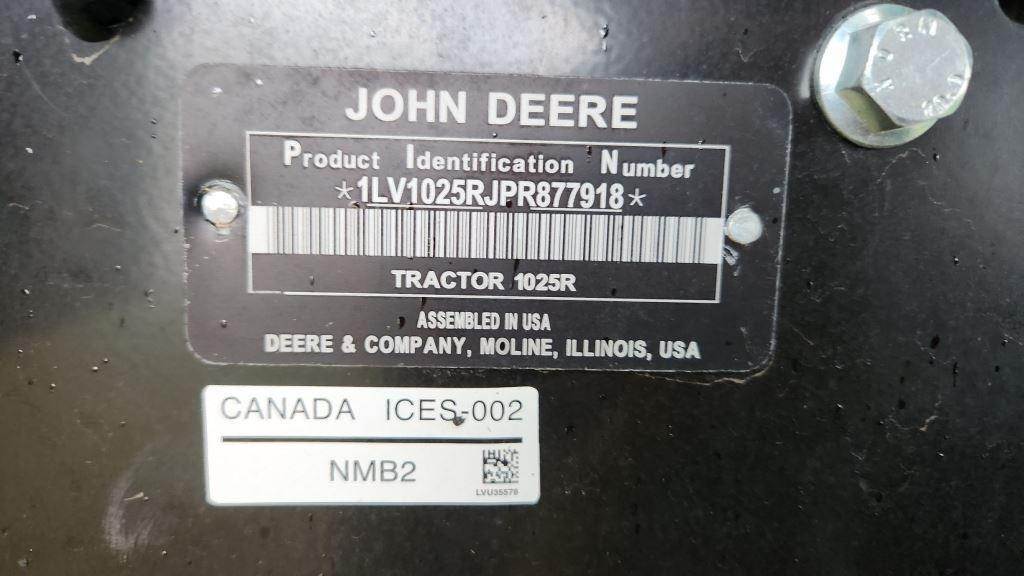 JOHN DEERE
Product Identification Number
*1LV1025RJPR877918*
TRACTOR 1025R
ASSEMBLED IN USA
DEERE & COMPANY, MOLINE, ILLINOIS, USA
CANADA ICES-002
NMB2
LVU35578